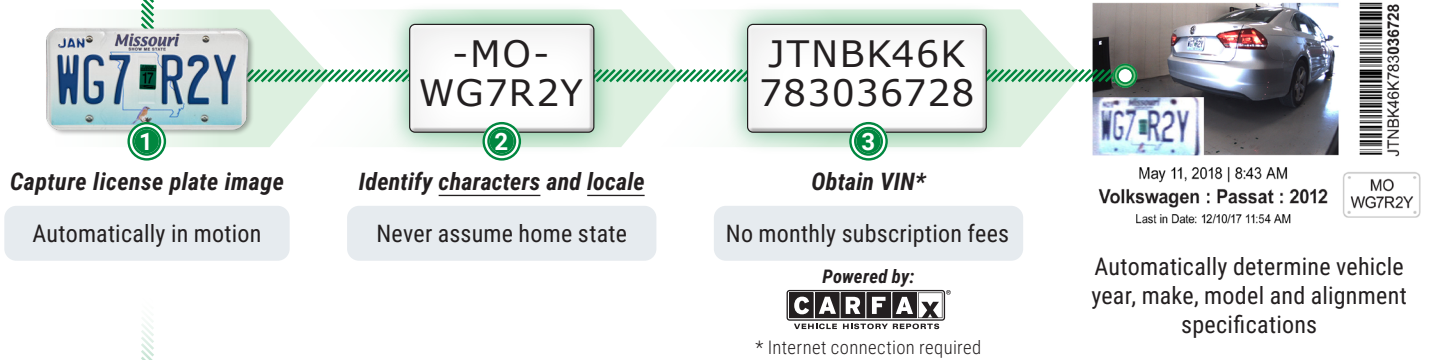 JAN
Missouri
SHOW ME STATE
WG7 R2Y
17
1
Capture license plate image
Automatically in motion
-MO-
WG7R2Y
2
Identify characters and locale
Never assume home state
JTNBK46K
783036728
3
Obtain VIN*
No monthly subscription fees
Powered by:
CARFAX®
VEHICLE HISTORY REPORTS
* Internet connection required
Missouri
WG7 R2Y
JTNBK46K783036728
May 11, 2018 | 8:43 AM
Volkswagen : Passat : 2012
Last in Date: 12/10/17 11:54 AM
MO
WG7R2Y
Automatically determine vehicle
year, make, model and alignment
specifications